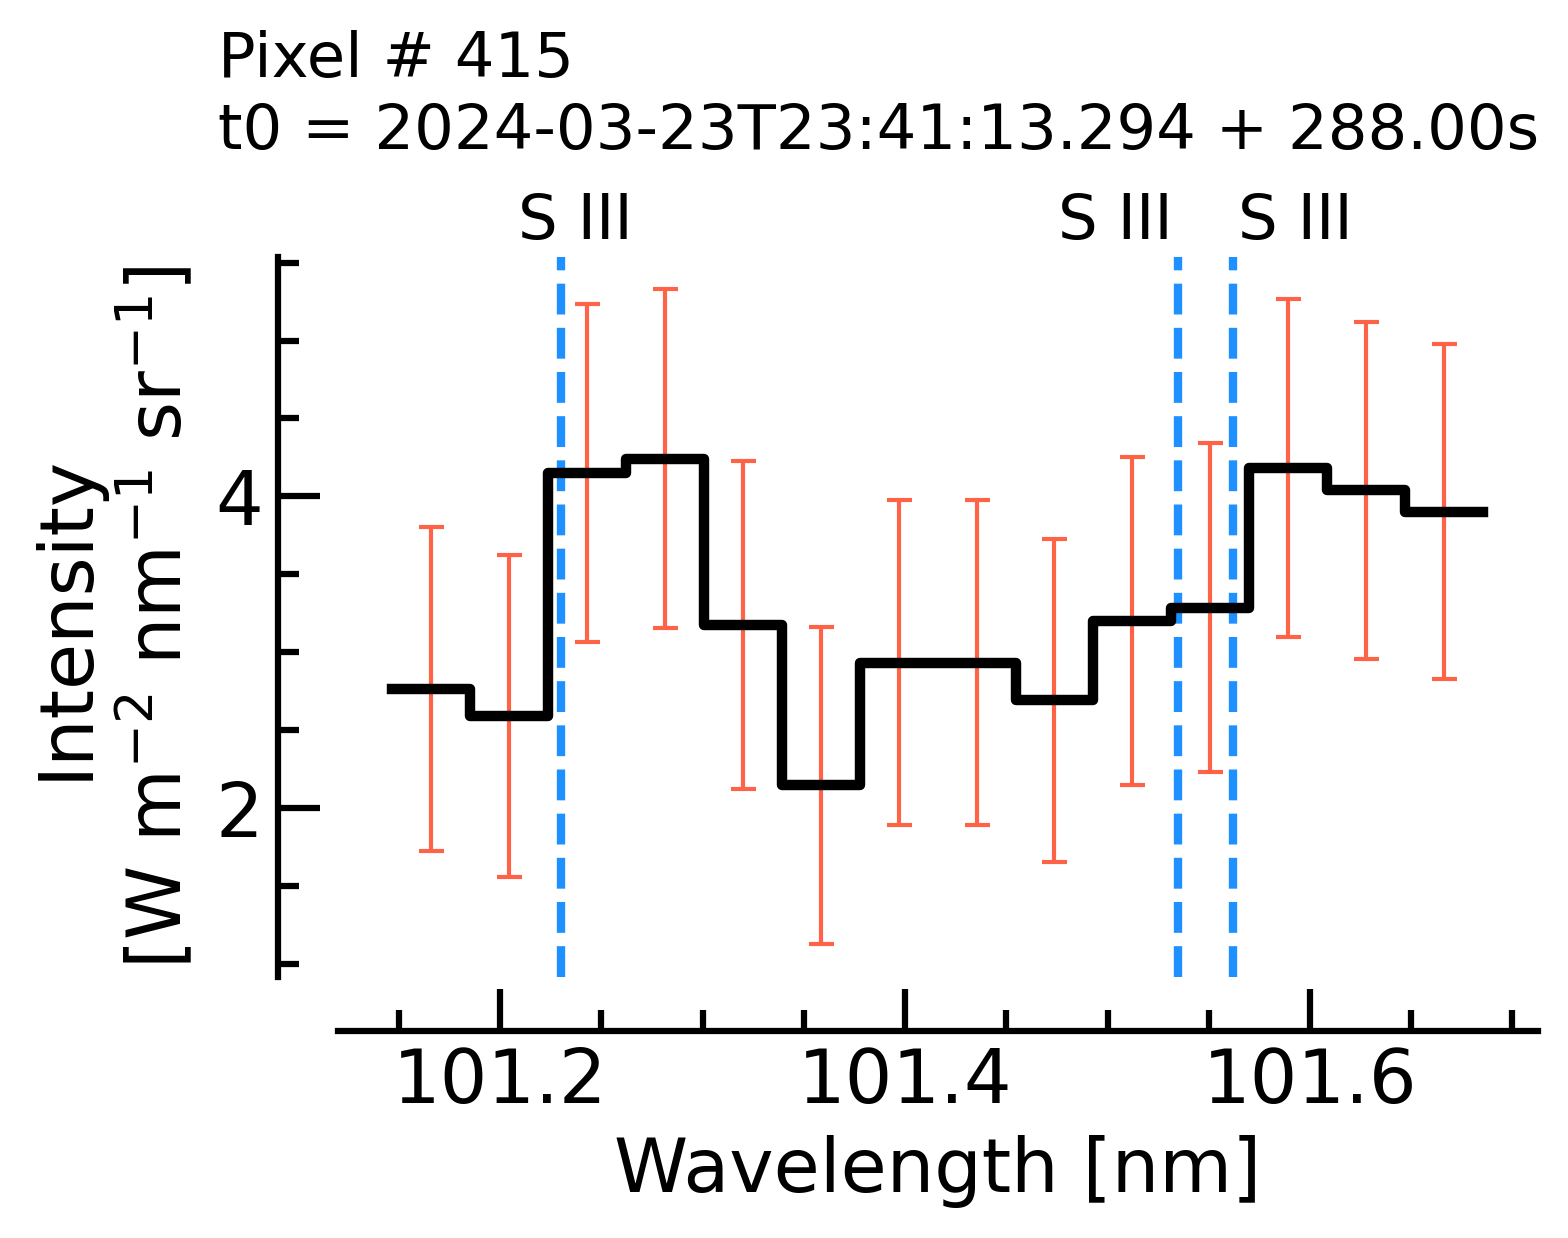 Pixel # 415
t0 = 2024-03-23T23:41:13.294 + 288.00s
S III S III S III
Intensity
[W m⁻² nm⁻¹ sr⁻¹]
4
2
101.2 101.4 101.6
Wavelength [nm]